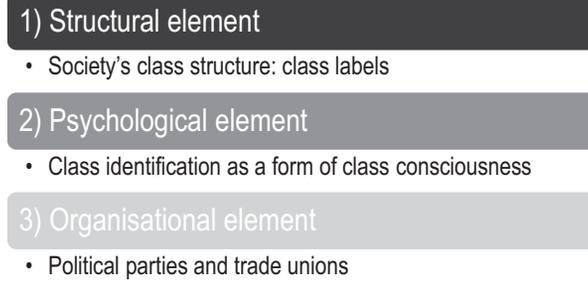 1) Structural element
• Society’s class structure: class labels
2) Psychological element
• Class identification as a form of class consciousness
3) Organisational element
• Political parties and trade unions